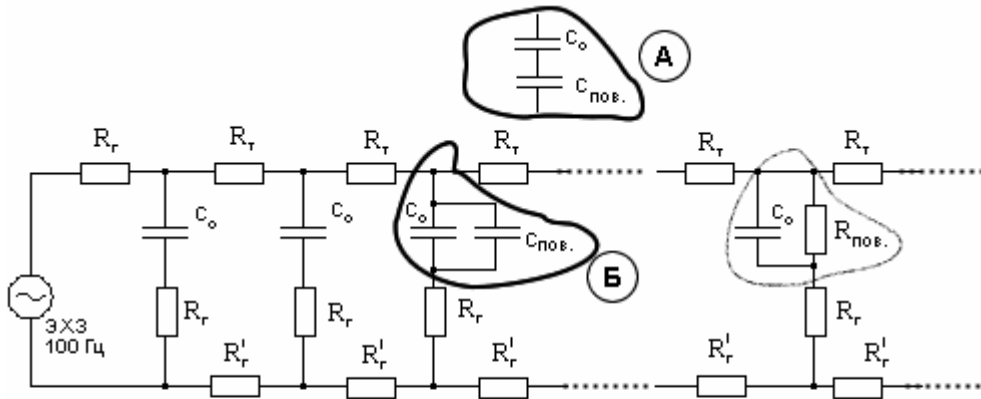 Cо
А
Cпов.
Rг Rт Rт Rт Rт Rт
Cо Cо Cо Cпов. Cо Rпов.
Б
ЭХЗ
100 Гц
Rг Rг Rг Rг
R'г R'г R'г R'г R'г